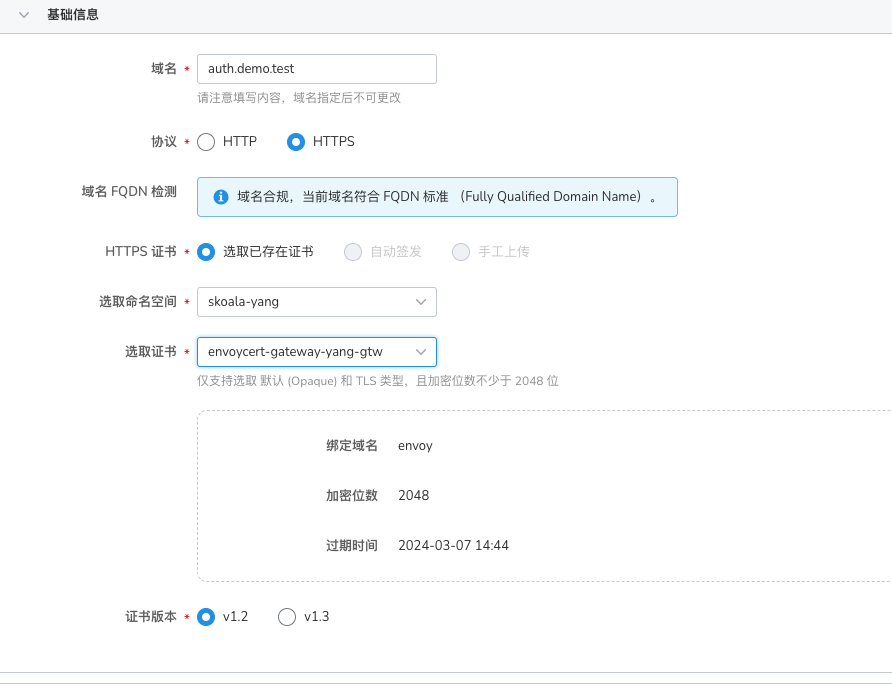 基础信息
域名 * auth.demo.test
请注意填写内容，域名指定后不可更改
协议 * HTTP HTTPS
域名 FQDN 检测 域名合规，当前域名符合 FQDN 标准 （Fully Qualified Domain Name）。
HTTPS 证书 * 选取已存在证书 自动签发 手工上传
选取命名空间 * skoala-yang
选取证书 * envoycert-gateway-yang-gtw
仅支持选取 默认 (Opaque) 和 TLS 类型，且加密位数不少于 2048 位
绑定域名 envoy
加密位数 2048
过期时间 2024-03-07 14:44
证书版本 * v1.2 v1.3